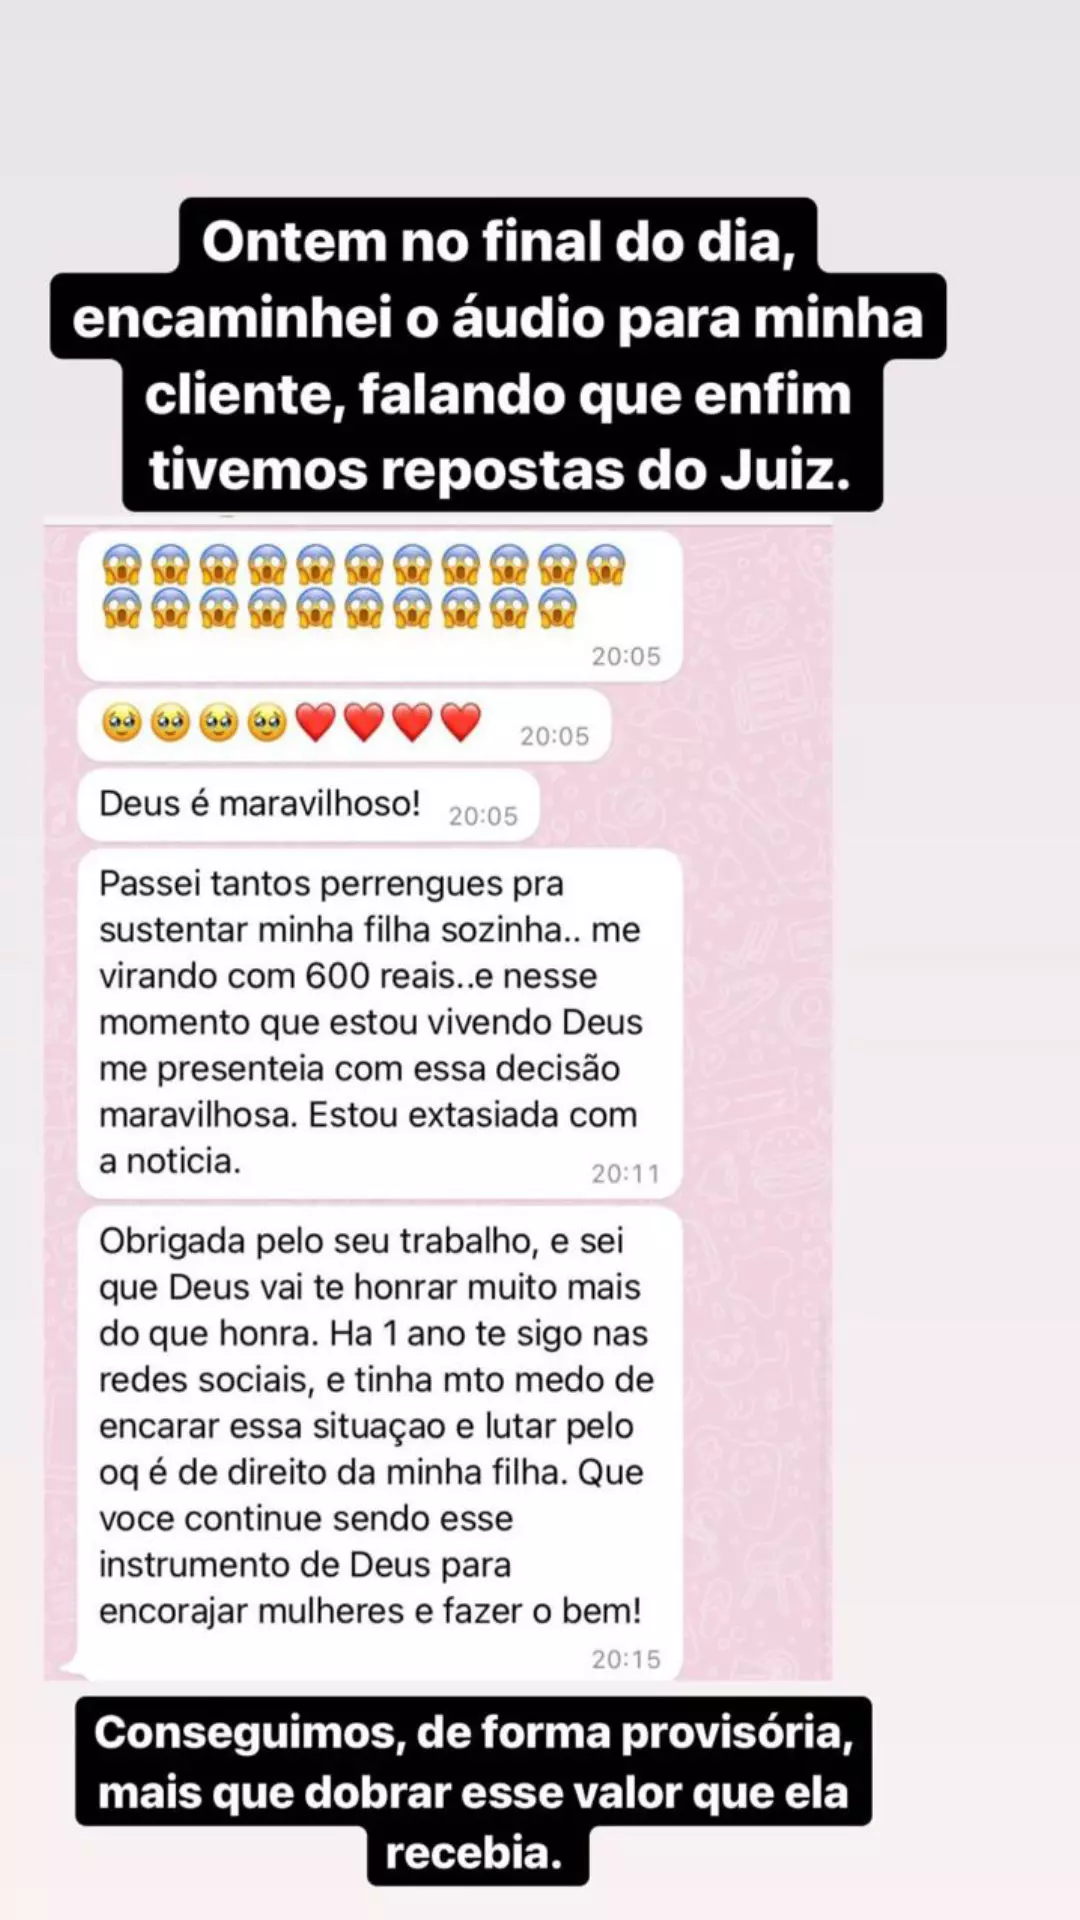 Ontem no final do dia,
encaminhei o áudio para minha
cliente, falando que enfim
tivemos repostas do Juiz.
😱😱😱😱😱😱😱😱😱😱😱
😱😱😱😱😱😱😱😱😱😱
20:05
🥹🥹🥹🥹❤️❤️❤️❤️ 20:05
Deus é maravilhoso! 20:05
Passei tantos perrengues pra
sustentar minha filha sozinha.. me
virando com 600 reais..e nesse
momento que estou vivendo Deus
me presenteia com essa decisão
maravilhosa. Estou extasiada com
a noticia. 20:11
Obrigada pelo seu trabalho, e sei
que Deus vai te honrar muito mais
do que honra. Ha 1 ano te sigo nas
redes sociais, e tinha mto medo de
encarar essa situaçao e lutar pelo
oq é de direito da minha filha. Que
voce continue sendo esse
instrumento de Deus para
encorajar mulheres e fazer o bem!
20:15
Conseguimos, de forma provisória,
mais que dobrar esse valor que ela
recebia.